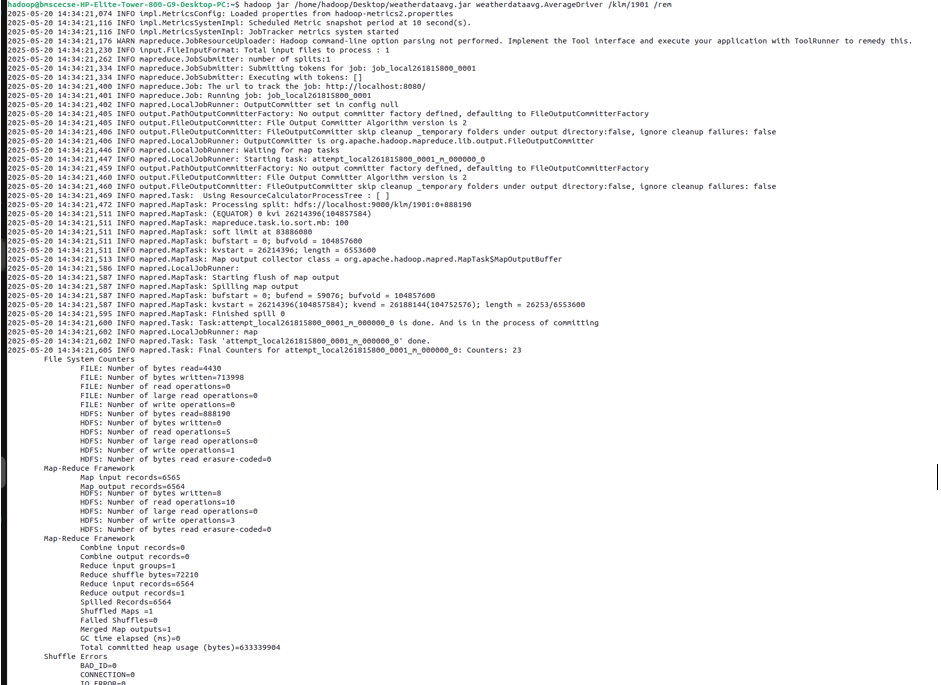 hadoop@bmscecse-HP-Elite-Tower-800-G9-Desktop-PC:~$ hadoop jar /home/hadoop/Desktop/weatherdataavg.jar weatherdataavg.AverageDriver /klm/1901 /rem
2025-05-20 14:34:21,074 INFO impl.MetricsConfig: Loaded properties from hadoop-metrics2.properties
2025-05-20 14:34:21,116 INFO impl.MetricsSystemImpl: Scheduled Metric snapshot period at 10 second(s).
2025-05-20 14:34:21,116 INFO impl.MetricsSystemImpl: JobTracker metrics system started
2025-05-20 14:34:21,176 WARN mapreduce.JobResourceUploader: Hadoop command-line option parsing not performed. Implement the Tool interface and execute your application with ToolRunner to remedy this.
2025-05-20 14:34:21,230 INFO input.FileInputFormat: Total input files to process : 1
2025-05-20 14:34:21,262 INFO mapreduce.JobSubmitter: number of splits:1
2025-05-20 14:34:21,334 INFO mapreduce.JobSubmitter: Submitting tokens for job: job_local261815800_0001
2025-05-20 14:34:21,334 INFO mapreduce.JobSubmitter: Executing with tokens: []
2025-05-20 14:34:21,400 INFO mapreduce.Job: The url to track the job: http://localhost:8080/
2025-05-20 14:34:21,401 INFO mapreduce.Job: Running job: job_local261815800_0001
2025-05-20 14:34:21,402 INFO mapred.LocalJobRunner: OutputCommitter set in config null
2025-05-20 14:34:21,405 INFO output.PathOutputCommitterFactory: No output committer factory defined, defaulting to FileOutputCommitterFactory
2025-05-20 14:34:21,405 INFO output.FileOutputCommitter: File Output Committer Algorithm version is 2
2025-05-20 14:34:21,406 INFO output.FileOutputCommitter: FileOutputCommitter skip cleanup _temporary folders under output directory:false, ignore cleanup failures: false
2025-05-20 14:34:21,406 INFO mapred.LocalJobRunner: OutputCommitter is org.apache.hadoop.mapreduce.lib.output.FileOutputCommitter
2025-05-20 14:34:21,446 INFO mapred.LocalJobRunner: Waiting for map tasks
2025-05-20 14:34:21,447 INFO mapred.LocalJobRunner: Starting task: attempt_local261815800_0001_m_000000_0
2025-05-20 14:34:21,459 INFO output.PathOutputCommitterFactory: No output committer factory defined, defaulting to FileOutputCommitterFactory
2025-05-20 14:34:21,460 INFO output.FileOutputCommitter: File Output Committer Algorithm version is 2
2025-05-20 14:34:21,460 INFO output.FileOutputCommitter: FileOutputCommitter skip cleanup _temporary folders under output directory:false, ignore cleanup failures: false
2025-05-20 14:34:21,469 INFO mapred.Task:  Using ResourceCalculatorProcessTree : [ ]
2025-05-20 14:34:21,472 INFO mapred.MapTask: Processing split: hdfs://localhost:9000/klm/1901:0+888190
2025-05-20 14:34:21,511 INFO mapred.MapTask: (EQUATOR) 0 kvi 26214396(104857584)
2025-05-20 14:34:21,511 INFO mapred.MapTask: mapreduce.task.io.sort.mb: 100
2025-05-20 14:34:21,511 INFO mapred.MapTask: soft limit at 83886080
2025-05-20 14:34:21,511 INFO mapred.MapTask: bufstart = 0; bufvoid = 104857600
2025-05-20 14:34:21,511 INFO mapred.MapTask: kvstart = 26214396; length = 6553600
2025-05-20 14:34:21,513 INFO mapred.MapTask: Map output collector class = org.apache.hadoop.mapred.MapTask$MapOutputBuffer
2025-05-20 14:34:21,586 INFO mapred.LocalJobRunner:
2025-05-20 14:34:21,587 INFO mapred.MapTask: Starting flush of map output
2025-05-20 14:34:21,587 INFO mapred.MapTask: Spilling map output
2025-05-20 14:34:21,587 INFO mapred.MapTask: bufstart = 0; bufend = 59076; bufvoid = 104857600
2025-05-20 14:34:21,587 INFO mapred.MapTask: kvstart = 26214396(104857584); kvend = 26188144(104752576); length = 26253/6553600
2025-05-20 14:34:21,595 INFO mapred.MapTask: Finished spill 0
2025-05-20 14:34:21,600 INFO mapred.Task: Task:attempt_local261815800_0001_m_000000_0 is done. And is in the process of committing
2025-05-20 14:34:21,602 INFO mapred.LocalJobRunner: map
2025-05-20 14:34:21,602 INFO mapred.Task: Task 'attempt_local261815800_0001_m_000000_0' done.
2025-05-20 14:34:21,605 INFO mapred.Task: Final Counters for attempt_local261815800_0001_m_000000_0: Counters: 23
File System Counters
FILE: Number of bytes read=4430
FILE: Number of bytes written=713998
FILE: Number of read operations=0
FILE: Number of large read operations=0
FILE: Number of write operations=0
HDFS: Number of bytes read=888190
HDFS: Number of bytes written=0
HDFS: Number of read operations=5
HDFS: Number of large read operations=0
HDFS: Number of write operations=1
HDFS: Number of bytes read erasure-coded=0
Map-Reduce Framework
Map input records=6565
Map output records=6564
HDFS: Number of bytes written=8
HDFS: Number of read operations=10
HDFS: Number of large read operations=0
HDFS: Number of write operations=3
HDFS: Number of bytes read erasure-coded=0
Map-Reduce Framework
Combine input records=0
Combine output records=0
Reduce input groups=1
Reduce shuffle bytes=72210
Reduce input records=6564
Reduce output records=1
Spilled Records=6564
Shuffled Maps =1
Failed Shuffles=0
Merged Map outputs=1
GC time elapsed (ms)=0
Total committed heap usage (bytes)=633339904
Shuffle Errors
BAD_ID=0
CONNECTION=0
IO_ERROR=0